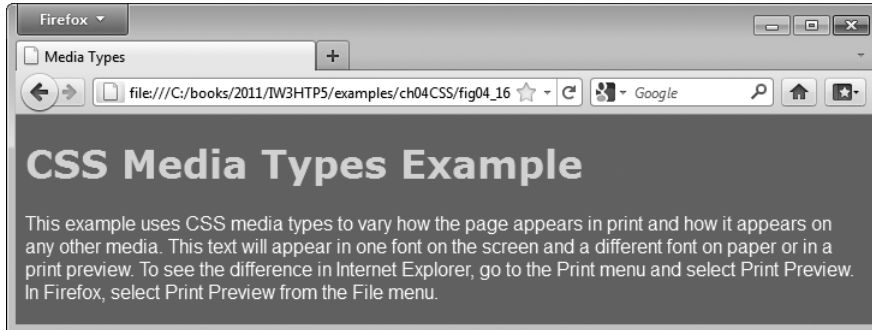 Firefox
Media Types
file:///C:/books/2011/IW3HTP5/examples/ch04CSS/fig04_16
Google
CSS Media Types Example
This example uses CSS media types to vary how the page appears in print and how it appears on
any other media. This text will appear in one font on the screen and a different font on paper or in a
print preview. To see the difference in Internet Explorer, go to the Print menu and select Print Preview.
In Firefox, select Print Preview from the File menu.